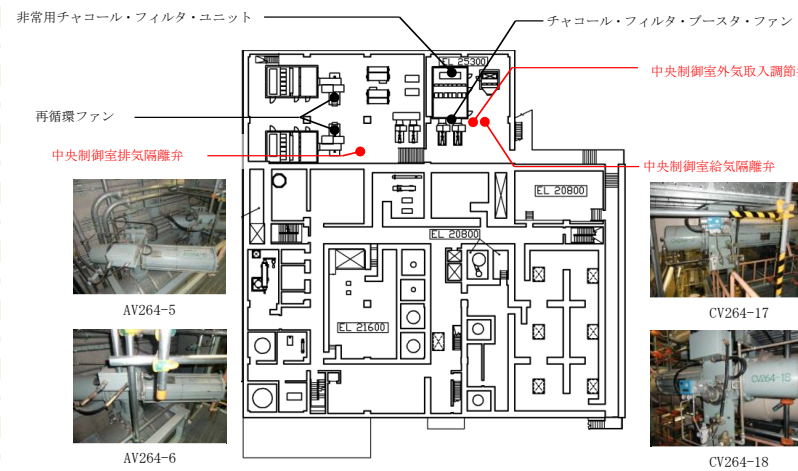 非常用チャコール・フィルタ・ユニット
チャコール・フィルタ・ブースタ・ファン
EL 25300
中央制御室外気取入調節
再循環ファン
中央制御室排気隔離弁
中央制御室給気隔離弁
EL 20800
EL 20800
AV264-5
CV264-17
EL 21600
CV264-18
AV264-6
CV264-18